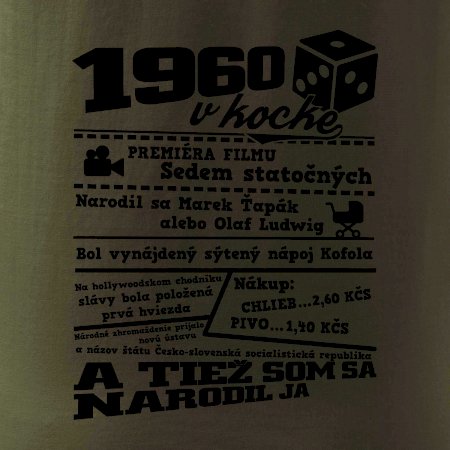 1960
v kocke
PREMIÉRA FILMU
Sedem statočných
Narodil sa Marek Ťapák
alebo Olaf Ludwig
Bol vynájdený sýtený nápoj Kofola
Na hollywoodskom chodníku
slávy bola položená
prvá hviezda
Nákup:
CHLIEB...2,60 KČS
PIVO...1,40 KČS
Národné zhromaždenie prijalo
novú ústavu
a názov štátu Česko-slovenská socialistická republika
A TIEŽ SOM SA
NARODIL JA